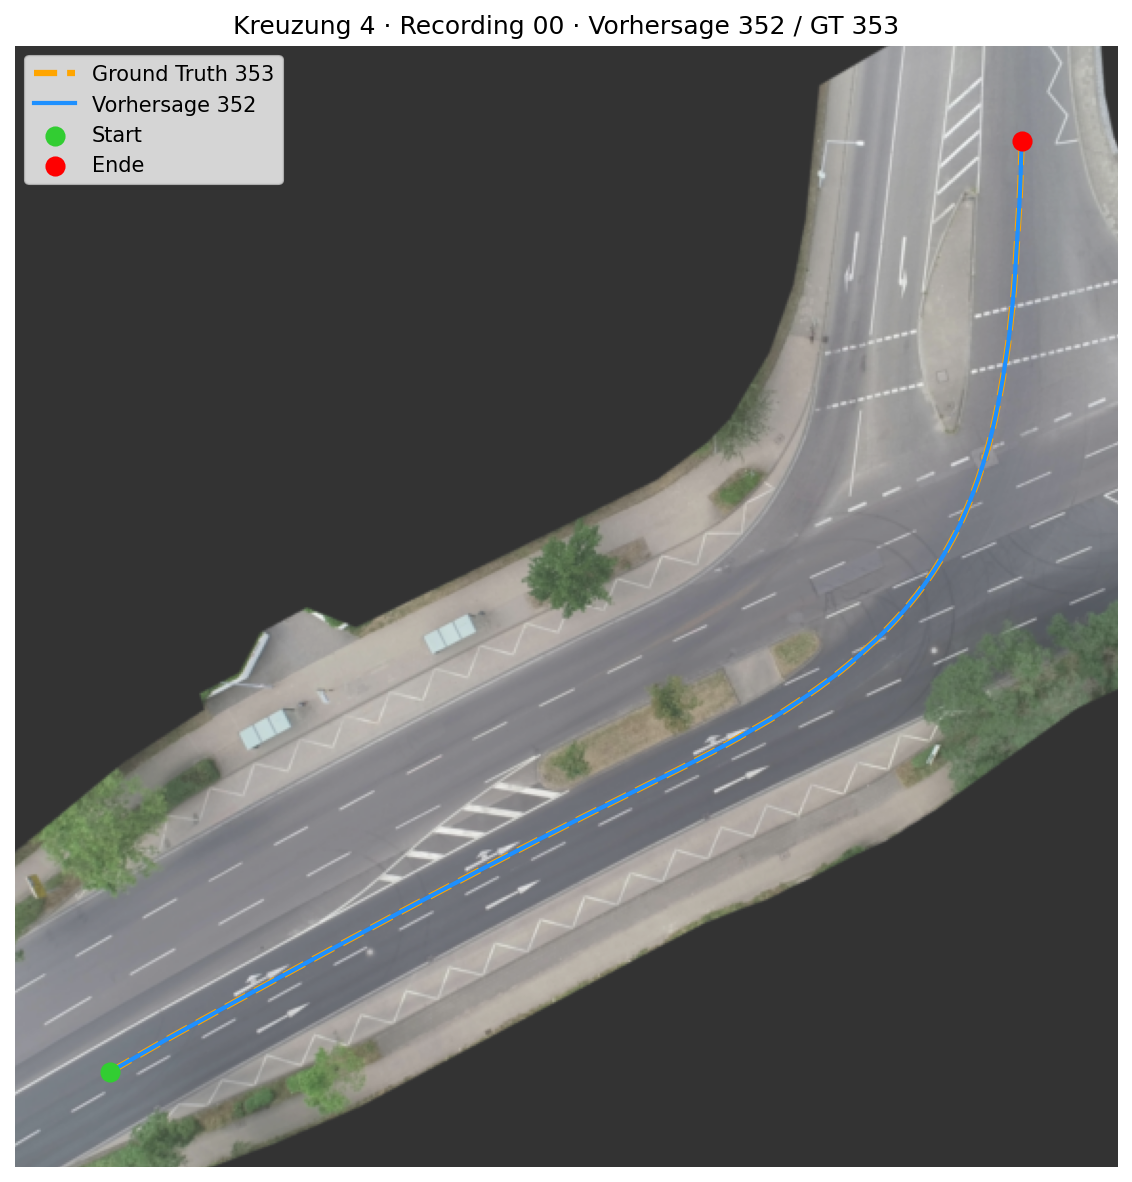 Kreuzung 4 · Recording 00 · Vorhersage 352 / GT 353
Ground Truth 353
Vorhersage 352
Start
Ende